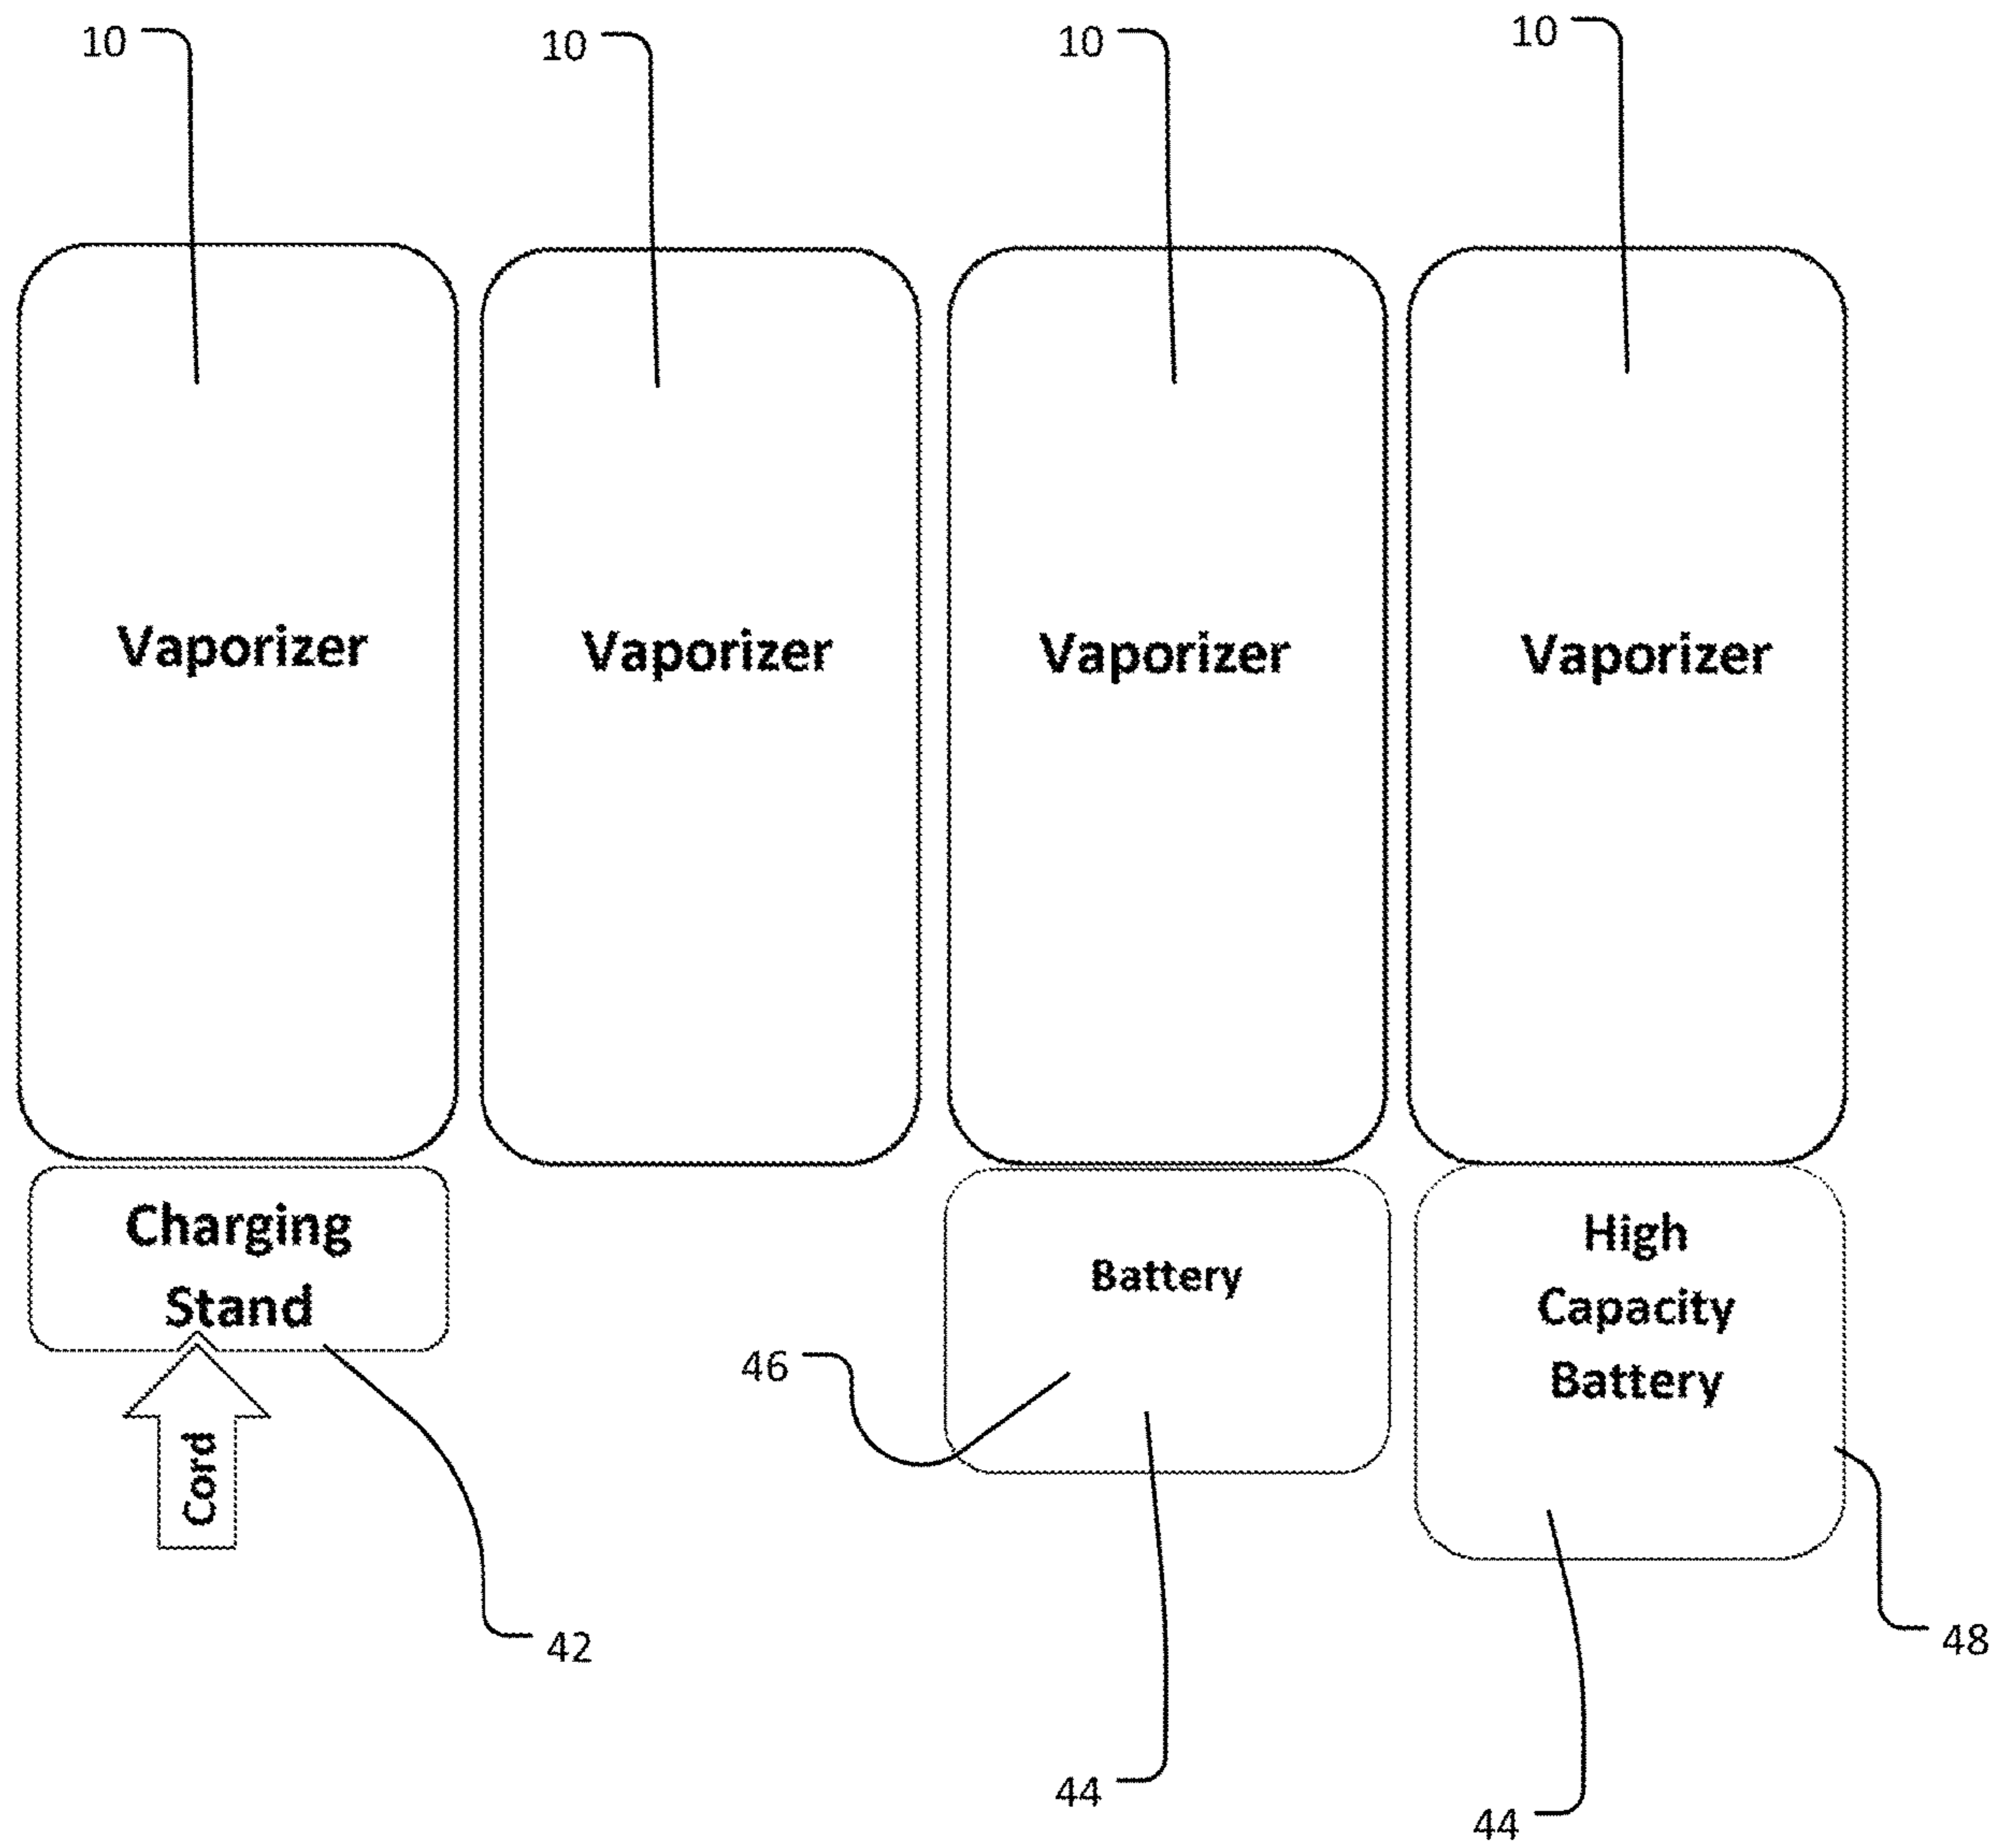 10
10
10
10
Vaporizer
Vaporizer
Vaporizer
Vaporizer
Charging
Stand
Cord
42
Battery
46
44
High
Capacity
Battery
48
44